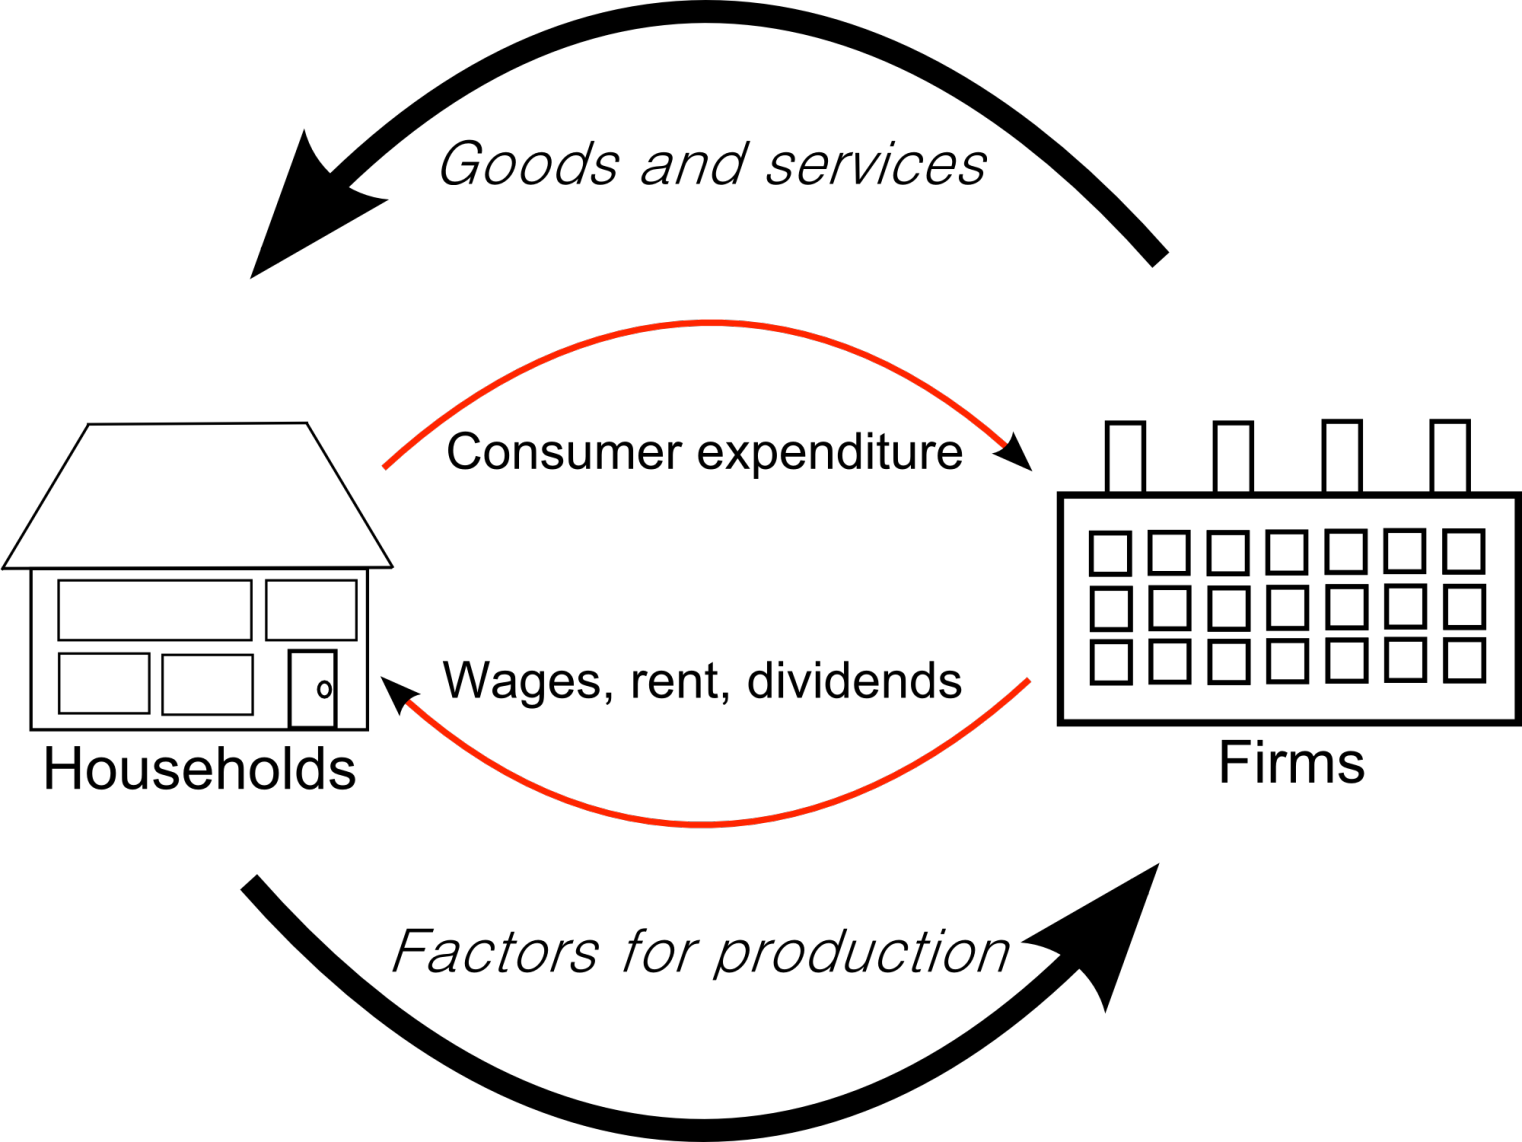 Goods and services
Consumer expenditure
Wages, rent, dividends
Households
Firms
Factors for production